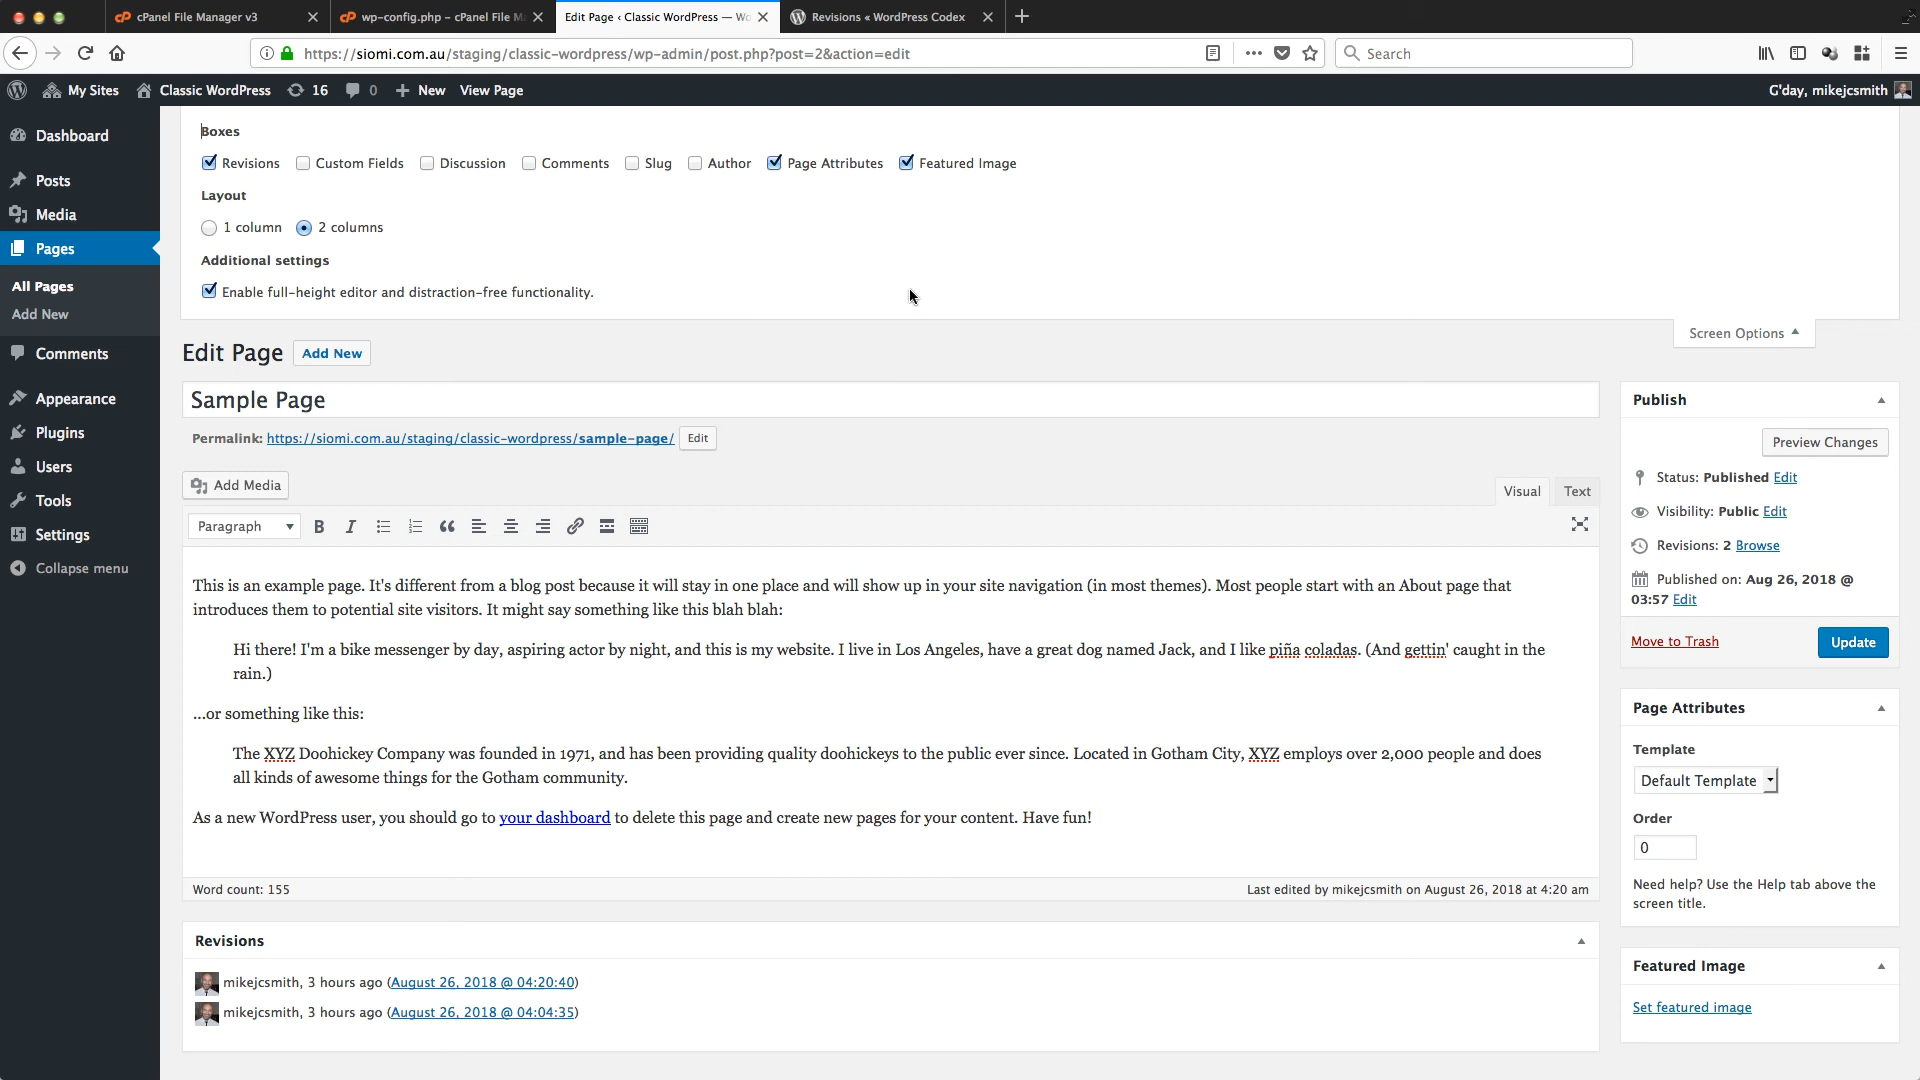 cPanel File Manager v3
wp-config.php – cPanel File M
Edit Page ‹ Classic WordPress — Wo
Revisions « WordPress Codex
https://siomi.com.au/staging/classic-wordpress/wp-admin/post.php?post=2&action=edit
Search
My Sites
Classic WordPress
16
0
New
View Page
G'day, mikejcsmith
Dashboard
Posts
Media
Pages
All Pages
Add New
Comments
Appearance
Plugins
Users
Tools
Settings
Collapse menu
Boxes
Revisions
Custom Fields
Discussion
Comments
Slug
Author
Page Attributes
Featured Image
Layout
1 column
2 columns
Additional settings
Enable full-height editor and distraction-free functionality.
Screen Options
Edit Page
Add New
Sample Page
Permalink: https://siomi.com.au/staging/classic-wordpress/sample-page/
Edit
Add Media
Visual
Text
Paragraph
This is an example page. It's different from a blog post because it will stay in one place and will show up in your site navigation (in most themes). Most people start with an About page that
introduces them to potential site visitors. It might say something like this blah blah:
Hi there! I'm a bike messenger by day, aspiring actor by night, and this is my website. I live in Los Angeles, have a great dog named Jack, and I like piña coladas. (And gettin' caught in the
rain.)
...or something like this:
The XYZ Doohickey Company was founded in 1971, and has been providing quality doohickeys to the public ever since. Located in Gotham City, XYZ employs over 2,000 people and does
all kinds of awesome things for the Gotham community.
As a new WordPress user, you should go to your dashboard to delete this page and create new pages for your content. Have fun!
Word count: 155
Last edited by mikejcsmith on August 26, 2018 at 4:20 am
Revisions
mikejcsmith, 3 hours ago (August 26, 2018 @ 04:20:40)
mikejcsmith, 3 hours ago (August 26, 2018 @ 04:04:35)
Publish
Preview Changes
Status: Published Edit
Visibility: Public Edit
Revisions: 2 Browse
Published on: Aug 26, 2018 @
03:57 Edit
Move to Trash
Update
Page Attributes
Template
Default Template
Order
0
Need help? Use the Help tab above the
screen title.
Featured Image
Set featured image